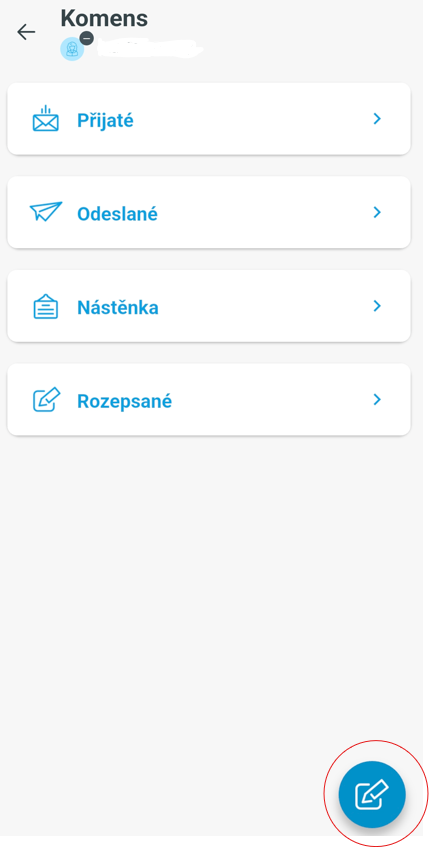 Komens
Přijaté
Odeslané
Nástěnka
Rozepsané